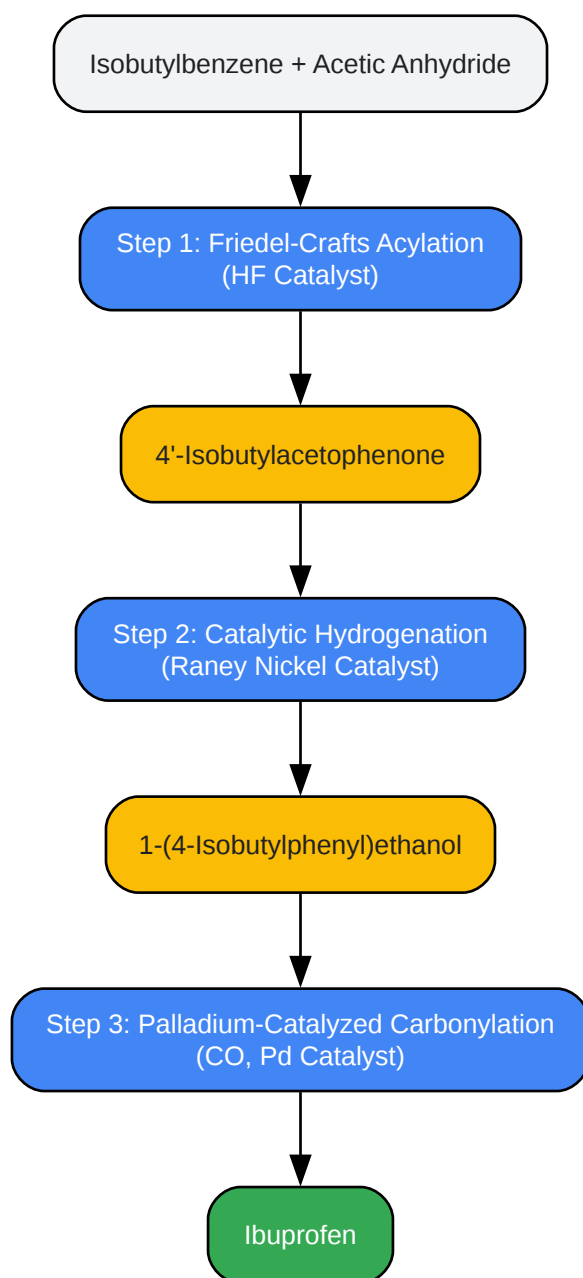 Isobutylbenzene + Acetic Anhydride
Step 1: Friedel-Crafts Acylation
(HF Catalyst)
4'-Isobutylacetophenone
Step 2: Catalytic Hydrogenation
(Raney Nickel Catalyst)
1-(4-Isobutylphenyl)ethanol
Step 3: Palladium-Catalyzed Carbonylation
(CO, Pd Catalyst)
Ibuprofen